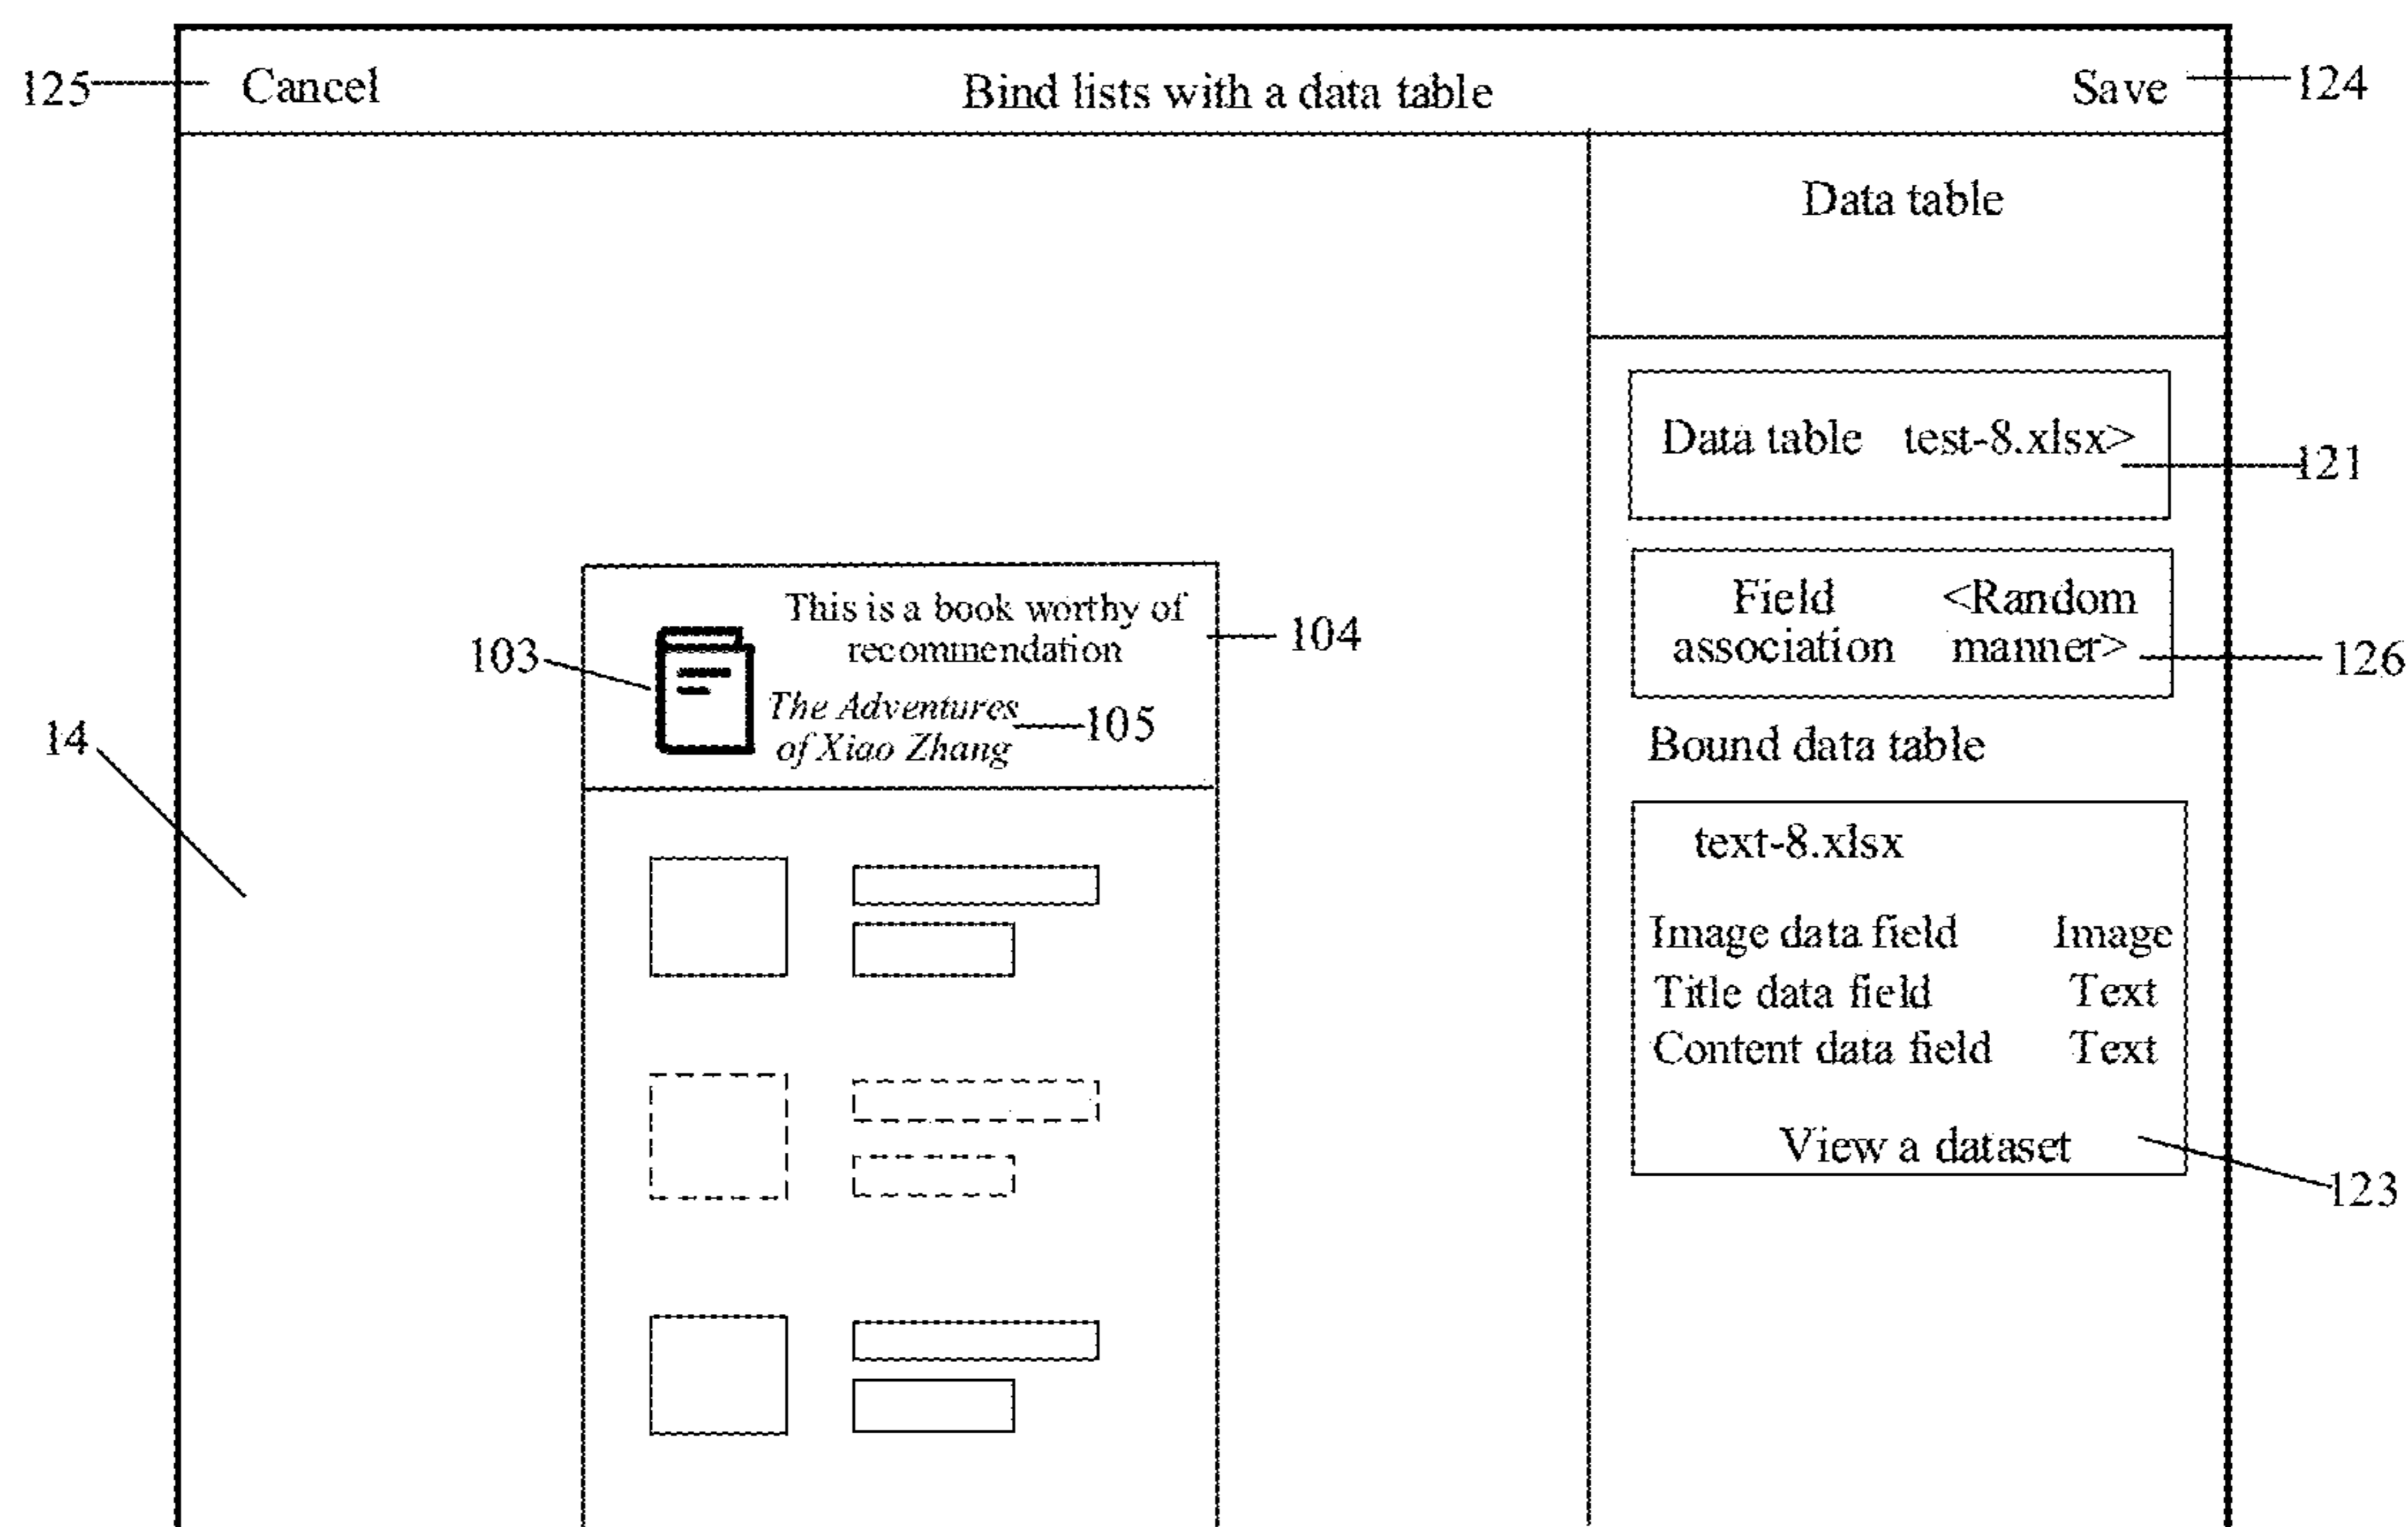 125 Cancel Bind lists with a data table Save 124
Data table
Data table test-8.xlsx>
121
Field <Random
association manner>
126
This is a book worthy of
recommendation
104
103
The Adventures
of Xiao Zhang
105
14
Bound data table
text-8.xlsx
Image data field Image
Title data field Text
Content data field Text
View a dataset
123